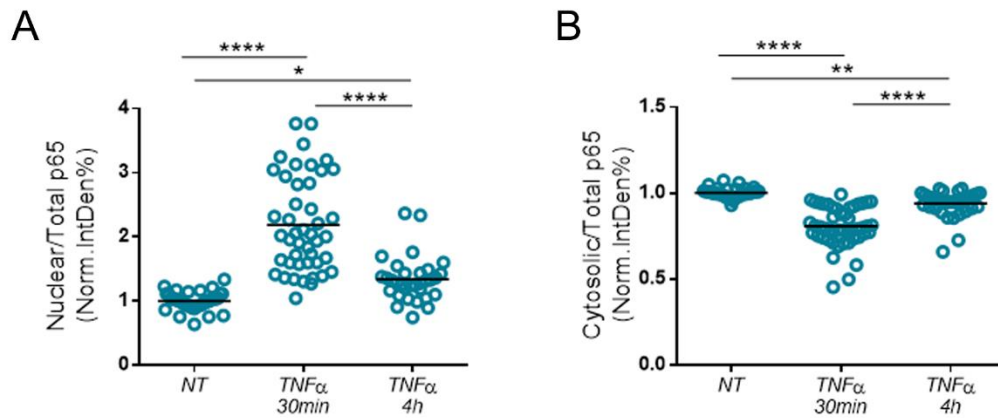 A
Nuclear/Total p65
(Norm.IntDen%)
****
*
****
4
3
2
1
0
NT
TNFα
30min
TNFα
4h
B
Cytosolic/Total p65
(Norm.IntDen%)
****
**
****
1.5
1.0
0.5
0.0
NT
TNFα
30min
TNFα
4h